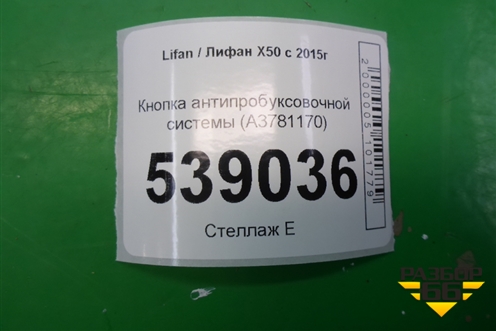 Lifan / Лифан X50 с 2015г
Кнопка антипробуксовочной
системы (A3781170)
539036
Стеллаж Е
2000005101779
РАЗБОР
66